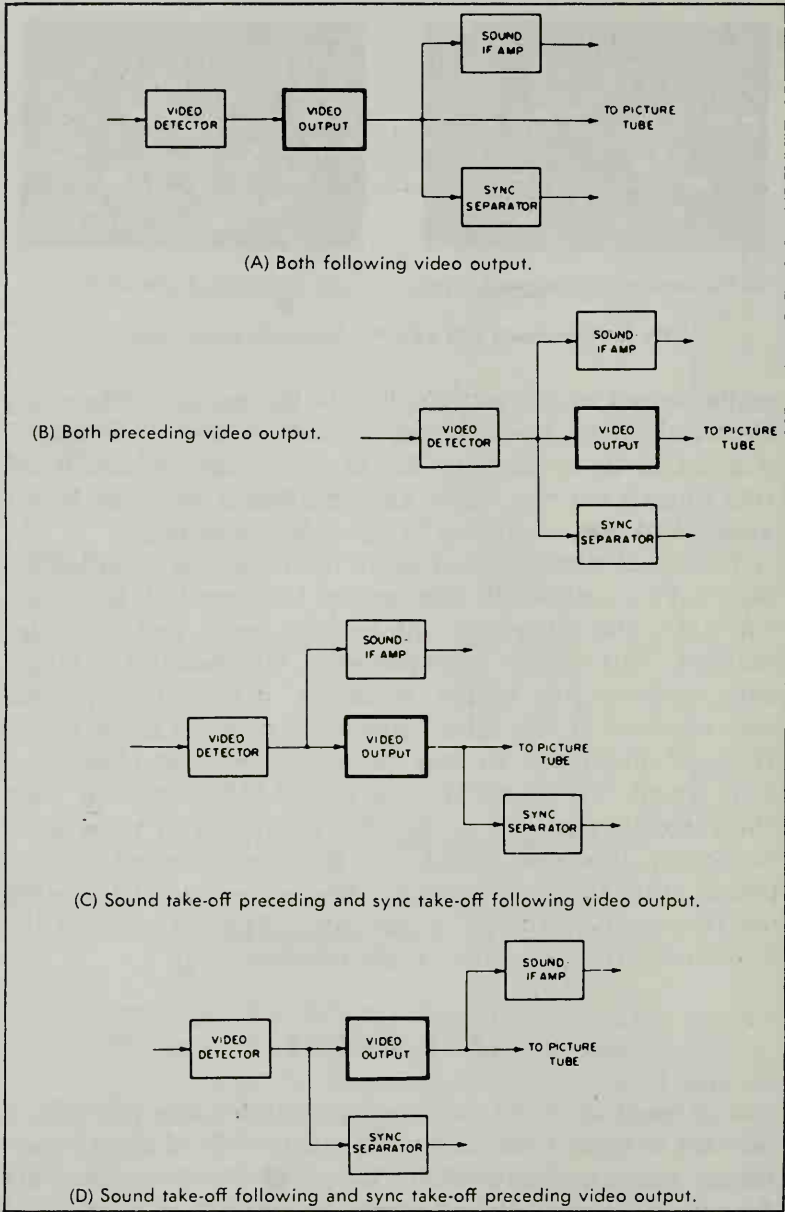 SOUND
IF AMP
VIDEO
DETECTOR
VIDEO
OUTPUT
TO PICTURE
TUBE
SYNC
SEPARATOR
(A) Both following video output.
SOUND-
IF AMP
(B) Both preceding video output.
VIDEO
DETECTOR
VIDEO
OUTPUT
TO PICTURE
TUBE
SYNC
SEPARATOR
SOUND-
IF AMP
VIDEO
DETECTOR
VIDEO
OUTPUT
TO PICTURE
TUBE
SYNC
SEPARATOR
(C) Sound take-off preceding and sync take-off following video output.
SOUND-
IF AMP
VIDEO
DETECTOR
VIDEO
OUTPUT
TO PICTURE
TUBE
SYNC
SEPARATOR
(D) Sound take-off following and sync take-off preceding video output.